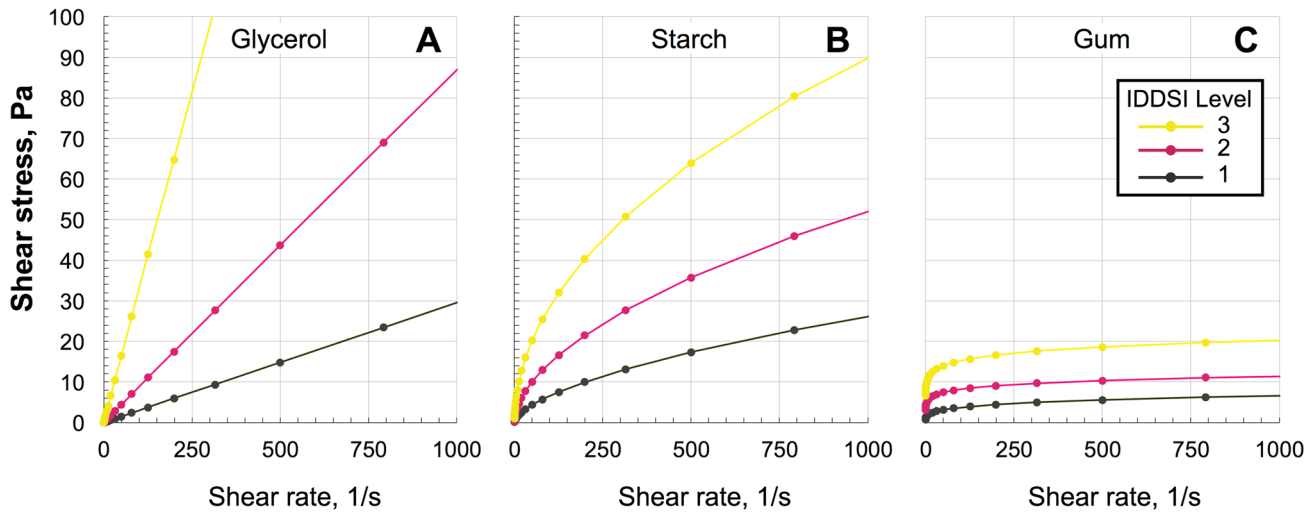 Shear stress, Pa
100
90
80
70
60
50
40
30
20
10
0
Glycerol
A
0 250 500 750 1000
Shear rate, 1/s
Starch
B
0 250 500 750 1000
Shear rate, 1/s
Gum
C
IDDSI Level
3
2
1
0 250 500 750 1000
Shear rate, 1/s